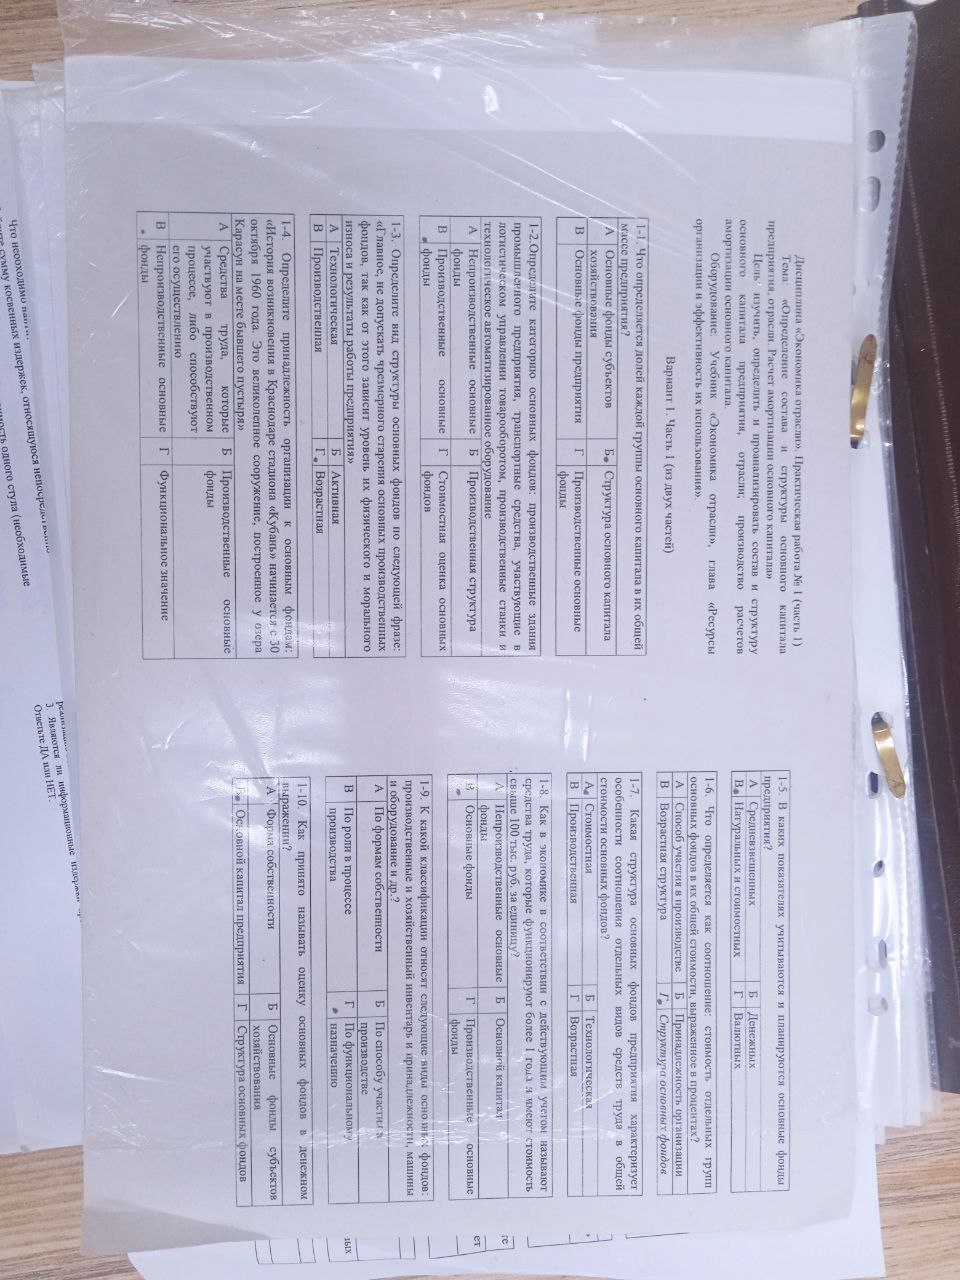 Дисциплина «Экономика отрасли». Практическая работа № 1 (часть 1)
Тема: «Определение состава и структуры основного капитала
предприятия, отрасли. Расчет амортизации основного капитала»
Цель: изучить, определить и проанализировать состав и структуру
основного капитала предприятия, отрасли; производство расчетов
амортизации основного капитала.
Оборудование: Учебник «Экономика отрасли», глава «Ресурсы
организации и эффективность их использования».
Вариант 1. Часть 1 (из двух частей)
1-1. Что определяется долей каждой группы основного капитала в их общей
массе предприятия?
А Основные фонды субъектов хозяйствования
Б Структура основного капитала
В Основные фонды предприятия
Г Производственные основные фонды
1-2.Определите категорию основных фондов: производственные здания
промышленного предприятия, транспортные средства, участвующие в
логистическом управлении товарооборотом, производственные станки и
технологическое автоматизированное оборудование
А Непроизводственные основные фонды
Б Производственная структура
В Производственные основные фонды
Г Стоимостная оценка основных фондов
1-3. Определите вид структуры основных фондов по следующей фразе:
«Главное, не допускать чрезмерного старения основных производственных
фондов, так как от этого зависит уровень их физического и морального
износа и результаты работы предприятия»
А Технологическая
Б Активная
В Производственная
Г Возрастная
1-4. Определите принадлежность организации к основным фондам:
«История возникновения в Краснодаре стадиона «Кубань» начинается с 30
октября 1960 года. Это великолепное сооружение, построенное у озера
Карасун на месте бывшего пустыря»
А Средства труда, которые участвуют в производственном процессе, либо способствуют его осуществлению
Б Производственные основные фонды
В Непроизводственные основные фонды
Г Функциональное значение
1-5. В каких показателях учитываются и планируются основные фонды
предприятия?
А Средневзвешенных
Б Денежных
В Натуральных и стоимостных
Г Валютных
1-6. Что определяется как соотношение: стоимость отдельных групп
основных фондов в их общей стоимости, выраженное в процентах?
А Способ участия в производстве
Б Принадлежность организации
В Возрастная структура
Г Структура основных фондов
1-7. Какая структура основных фондов предприятия характеризует
особенности соотношения отдельных видов средств труда в общей
стоимости основных фондов?
А Стоимостная
Б Технологическая
В Производственная
Г Возрастная
1-8. Как в экономике в соответствии с действующим учетом называют
средства труда, которые функционируют более 1 года и имеют стоимость
свыше 100 тыс. руб. за единицу?
А Непроизводственные основные фонды
Б Основной капитал
В Основные фонды
Г Производственные основные фонды
1-9. К какой классификации относят следующие виды основных фондов:
производственные и хозяйственный инвентарь и принадлежности, машины
и оборудование и др.?
А По формам собственности
Б По способу участия в производстве
В По роли в процессе производства
Г По функциональному назначению
1-10. Как принято называть оценку основных фондов в денежном
выражении?
А Форма собственности
Б Основные фонды субъектов хозяйствования
В Основной капитал предприятия
Г Структура основных фондов
сумму косвенных издержек, относящуюся непосредственно
одного стула (необходимые
3. Являются ли информационные издержки
Ответьте ДА или НЕТ.